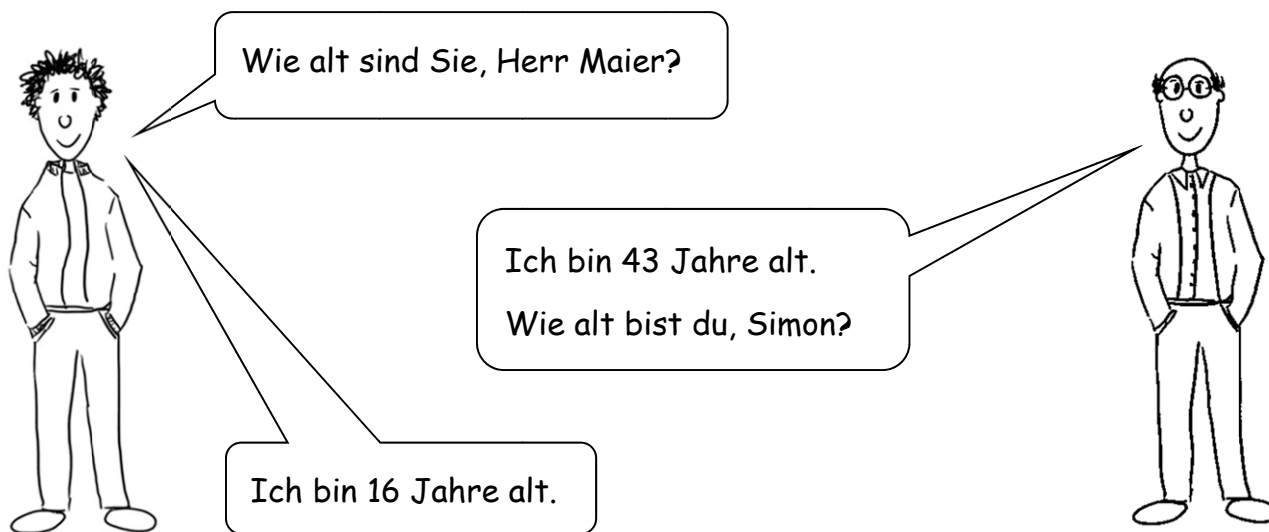 Wie alt sind Sie, Herr Maier?
Ich bin 43 Jahre alt.
Wie alt bist du, Simon?
Ich bin 16 Jahre alt.